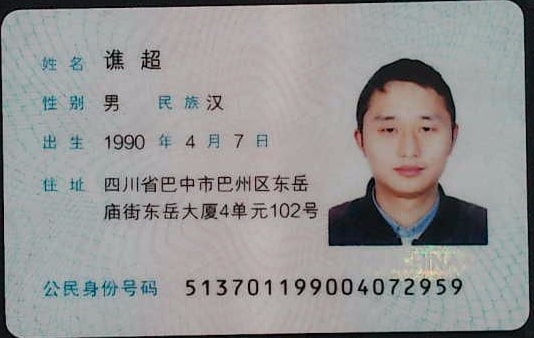 姓名 谯超
性别 男 民族 汉
出生 1990 年 4 月 7 日
住址 四川省巴中市巴州区东岳
庙街东岳大厦4单元102号
公民身份号码 513701199004072959